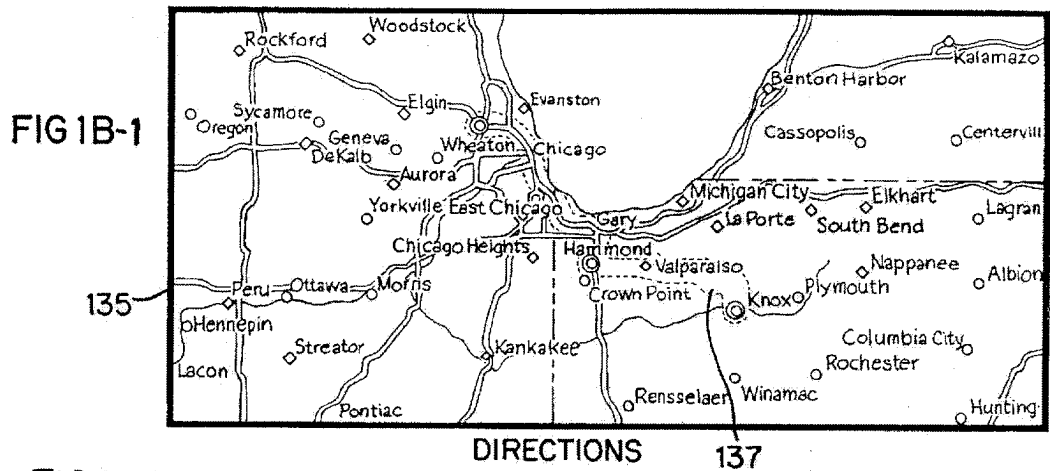 Woodstock
Rockford
Kalamazo
Benton Harbor
Elgin
Evanston
FIG 1B-1
Sycamore
Oregon
Geneva
Wheaton
Chicago
Cassopolis
Centervill
DeKalb
Aurora
Michigan City
Elkhart
Yorkville
East Chicago
Gary
La Porte
South Bend
Lagran
Chicago Heights
Hammond
Valparaiso
Nappanee
Albion
135
Peru
Ottawa
Morris
Crown Point
Knox
Plymouth
Hennepin
Streator
Kankakee
Columbia City
Lacon
Rochester
Pontiac
Rensselaer
Winamac
Hunting-
DIRECTIONS
137